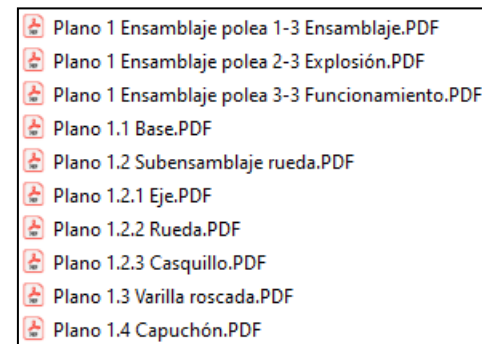 Plano 1 Ensamblaje polea 1-3 Ensamblaje.PDF
Plano 1 Ensamblaje polea 2-3 Explosión.PDF
Plano 1 Ensamblaje polea 3-3 Funcionamiento.PDF
Plano 1.1 Base.PDF
Plano 1.2 Subensamblaje rueda.PDF
Plano 1.2.1 Eje.PDF
Plano 1.2.2 Rueda.PDF
Plano 1.2.3 Casquillo.PDF
Plano 1.3 Varilla roscada.PDF
Plano 1.4 Capuchón.PDF